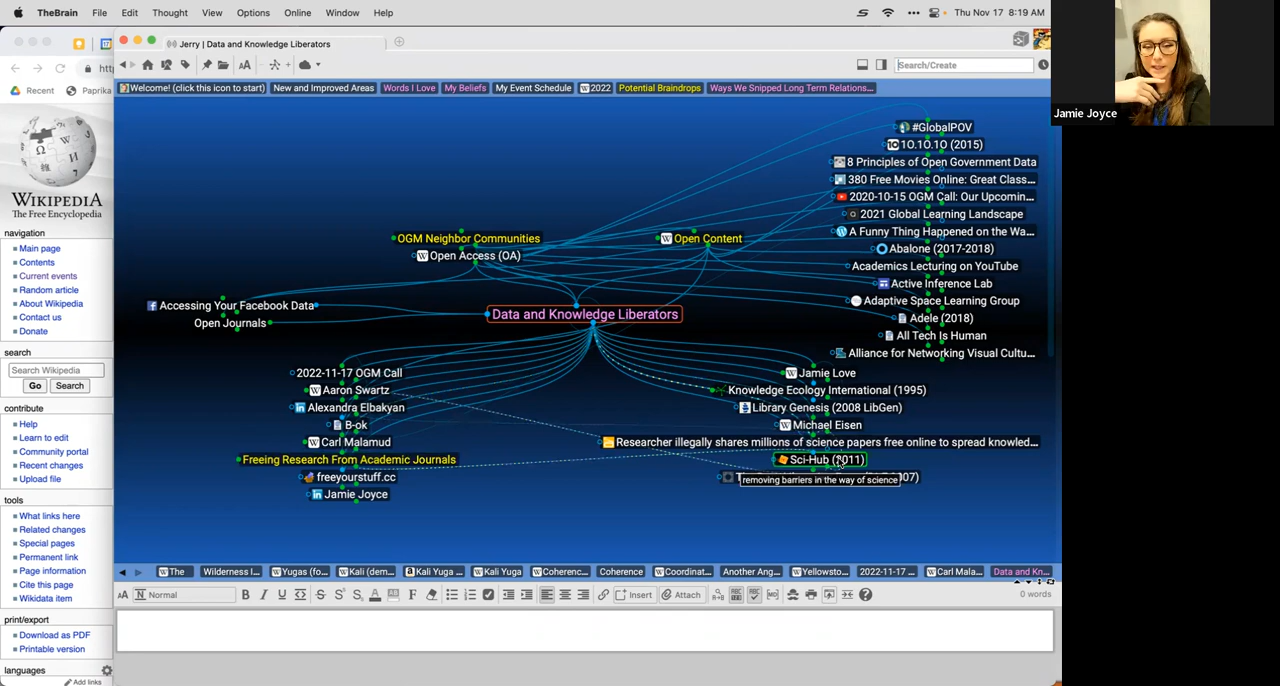 TheBrain File Edit Thought View Options Online Window Help
Thu Nov 17 8:19 AM
Jerry | Data and Knowledge Liberators
Search/Create
Recent Paprika
Welcome! (click this icon to start) New and Improved Areas Words I Love My Beliefs My Event Schedule 2022 Potential Braindrops Ways We Snipped Long Term Relations...
Jamie Joyce
WIKIPEDIA
The Free Encyclopedia
navigation
Main page
Contents
Current events
Random article
About Wikipedia
Contact us
Donate
search
Search Wikipedia
Go Search
contribute
Help
Learn to edit
Community portal
Recent changes
Upload file
tools
What links here
Related changes
Special pages
Permanent link
Page information
Cite this page
Wikidata item
print/export
Download as PDF
Printable version
languages
Add links
#GlobalPOV
10.10.10 (2015)
8 Principles of Open Government Data
380 Free Movies Online: Great Class...
2020-10-15 OGM Call: Our Upcomin...
2021 Global Learning Landscape
A Funny Thing Happened on the Wa...
Abalone (2017-2018)
Academics Lecturing on YouTube
Active Inference Lab
Adaptive Space Learning Group
Adele (2018)
All Tech Is Human
Alliance for Networking Visual Cultu...
OGM Neighbor Communities
Open Access (OA)
Open Content
Accessing Your Facebook Data
Open Journals
Data and Knowledge Liberators
2022-11-17 OGM Call
Aaron Swartz
Alexandra Elbakyan
B-ok
Carl Malamud
Freeing Research From Academic Journals
freeyourstuff.cc
Jamie Joyce
Jamie Love
Knowledge Ecology International (1995)
Library Genesis (2008 LibGen)
Michael Eisen
Researcher illegally shares millions of science papers free online to spread knowled...
Sci-Hub (2011)
removing barriers in the way of science
The Wilderness I... Yugas (fo... Kali (dem... Kali Yuga ... Kali Yuga Coherenc... Coherence Coordinat... Another Ang... Yellowsto... 2022-11-17 ... Carl Mala... Data and Kn...
Normal B I U Insert Attach 0 words